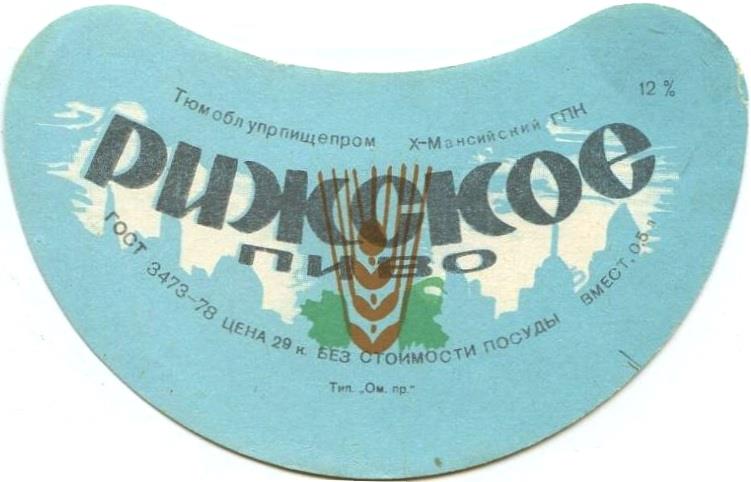 Тюмоблупрпищепром Х-Мансийский ГПК
12 %
РИЖСКОЕ
ПИВО
ГОСТ 3473-78 ЦЕНА 29 к. БЕЗ СТОИМОСТИ ПОСУДЫ ВМЕСТ. 0,5 л
Тип. „Ом. пр."